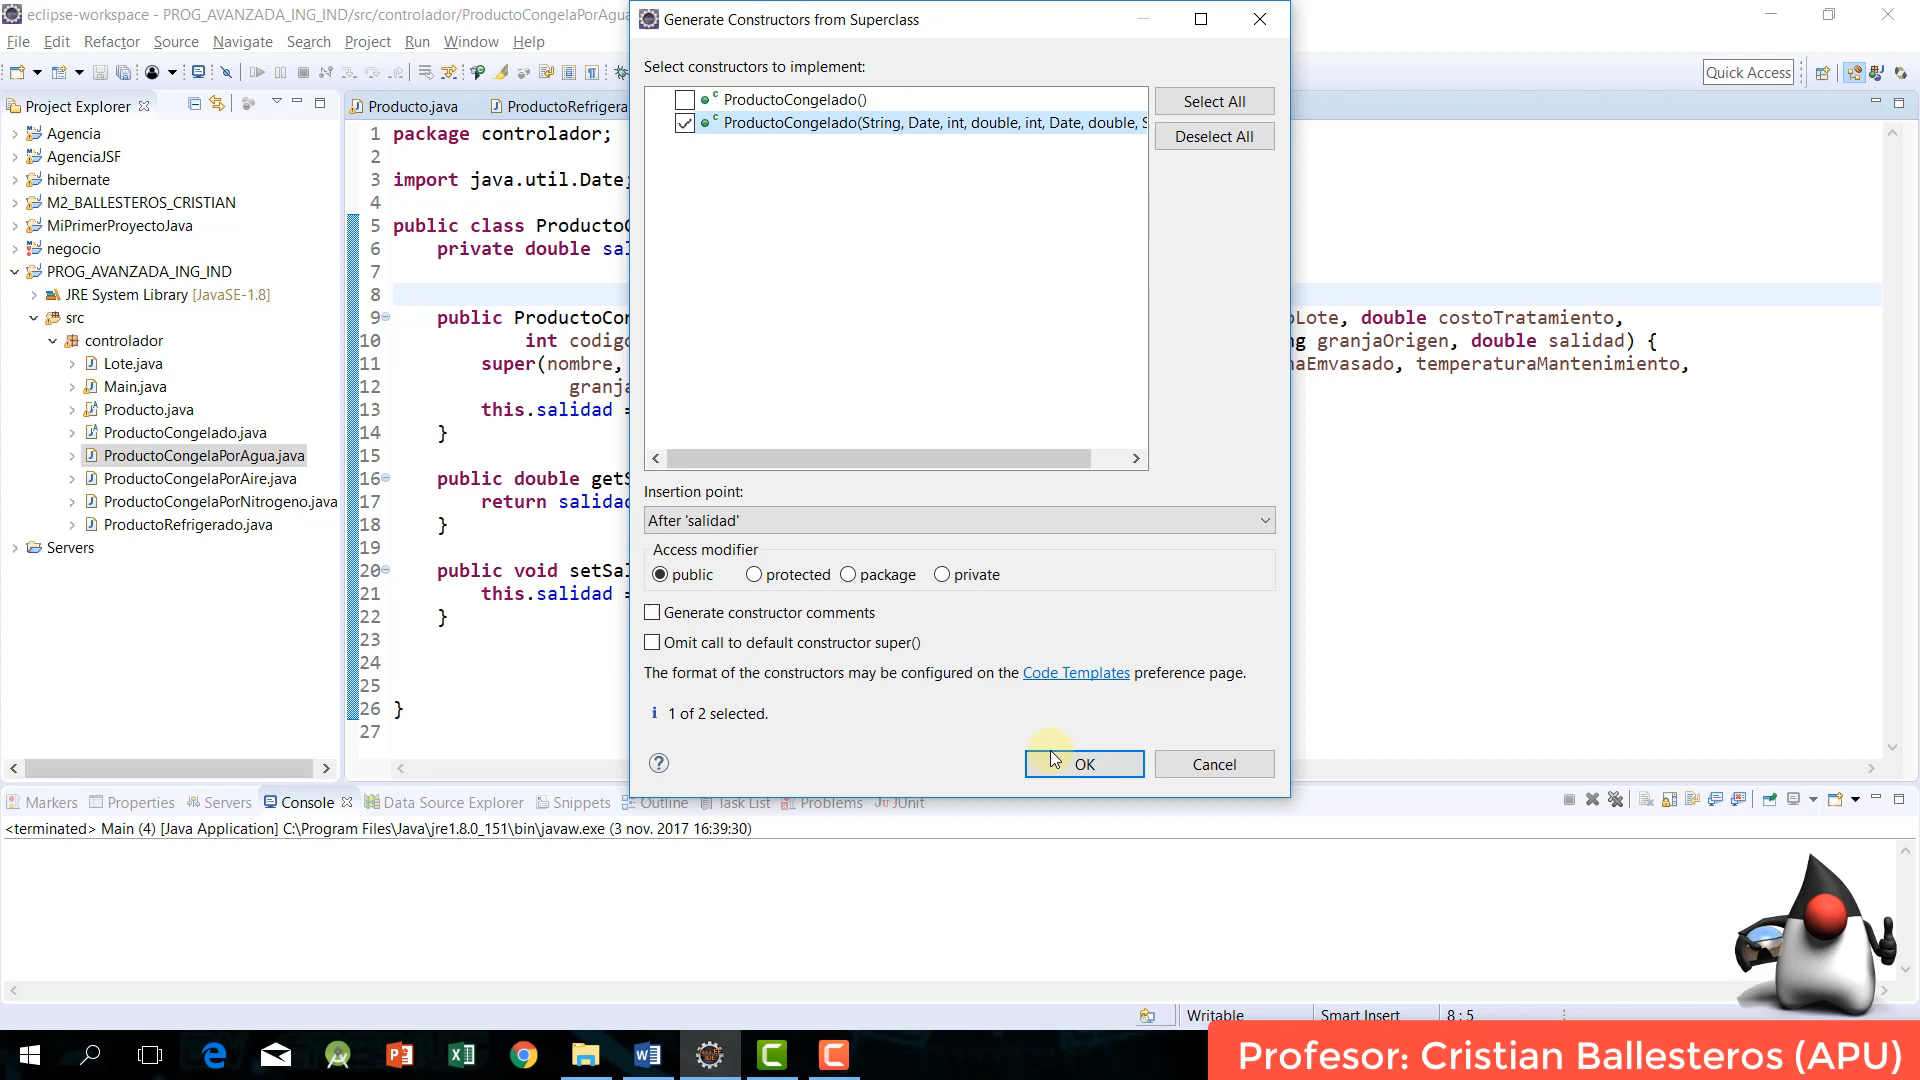 eclipse-workspace - PROG_AVANZADA_ING_IND/src/controlador/ProductoCongelaPorAgua
File Edit Refactor Source Navigate Search Project Run Window Help
Quick Access
Project Explorer
Agencia
AgenciaJSF
hibernate
M2_BALLESTEROS_CRISTIAN
MiPrimerProyectoJava
negocio
PROG_AVANZADA_ING_IND
JRE System Library [JavaSE-1.8]
src
controlador
Lote.java
Main.java
Producto.java
ProductoCongelado.java
ProductoCongelaPorAgua.java
ProductoCongelaPorAire.java
ProductoCongelaPorNitrogeno.java
ProductoRefrigerado.java
Servers
Producto.java ProductoRefrigera
1 package controlador;
2
3 import java.util.Date;
4
5 public class ProductoC
6 private double sal
7
8
9 public ProductoCon oLote, double costoTratamiento,
10 int codigo ng granjaOrigen, double salidad) {
11 super(nombre, haEmvasado, temperaturaMantenimiento,
12 granja
13 this.salidad =
14 }
15
16 public double getS
17 return salidad
18 }
19
20 public void setSal
21 this.salidad =
22 }
23
24
25
26 }
27
Generate Constructors from Superclass
Select constructors to implement:
ProductoCongelado()
ProductoCongelado(String, Date, int, double, int, Date, double, S
Select All
Deselect All
Insertion point:
After 'salidad'
Access modifier
public protected package private
Generate constructor comments
Omit call to default constructor super()
The format of the constructors may be configured on the Code Templates preference page.
i 1 of 2 selected.
? OK Cancel
Markers Properties Servers Console Data Source Explorer Snippets Outline Task List Problems JUnit
<terminated> Main (4) [Java Application] C:\Program Files\Java\jre1.8.0_151\bin\javaw.exe (3 nov. 2017 16:39:30)
Writable Smart Insert 8 : 5
Profesor: Cristian Ballesteros (APU)